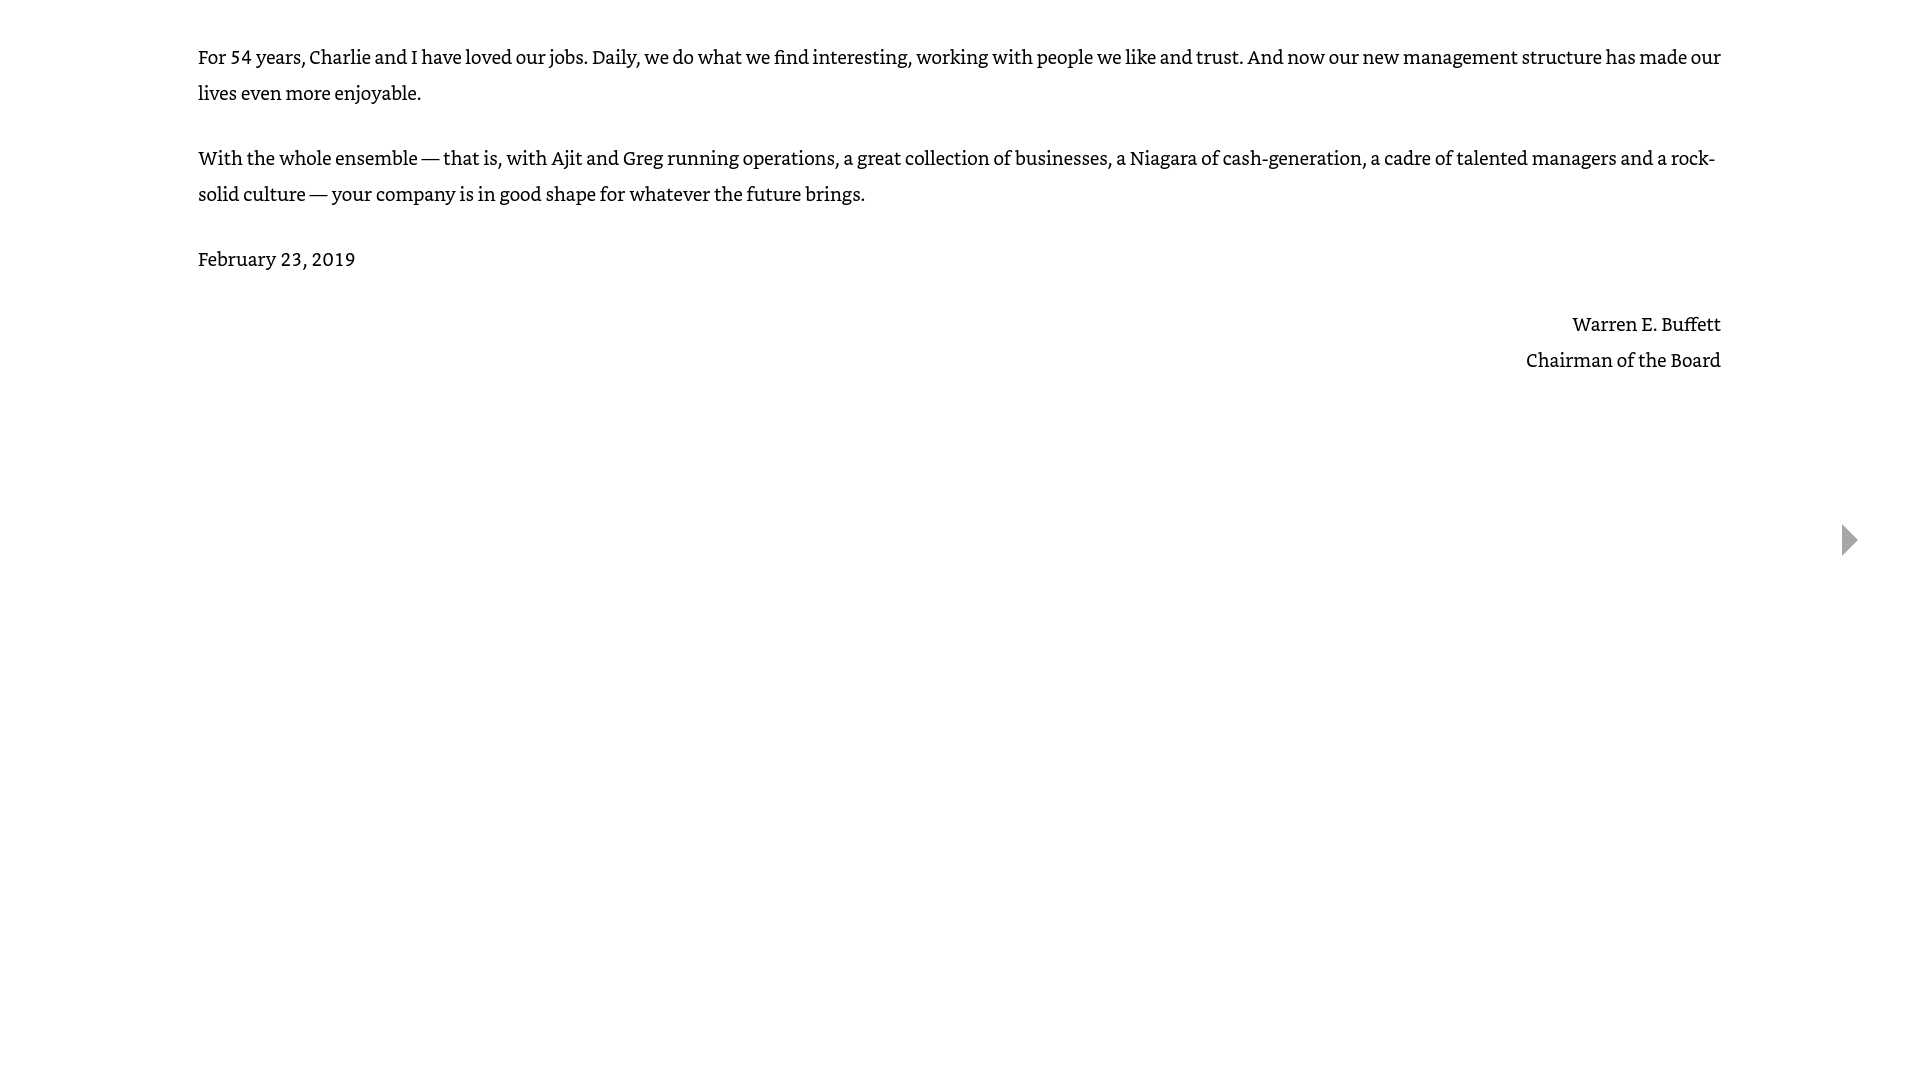 For 54 years, Charlie and I have loved our jobs. Daily, we do what we find interesting, working with people we like and trust. And now our new management structure has made our
lives even more enjoyable.
With the whole ensemble — that is, with Ajit and Greg running operations, a great collection of businesses, a Niagara of cash-generation, a cadre of talented managers and a rock-
solid culture — your company is in good shape for whatever the future brings.
February 23, 2019
Warren E. Buffett
Chairman of the Board